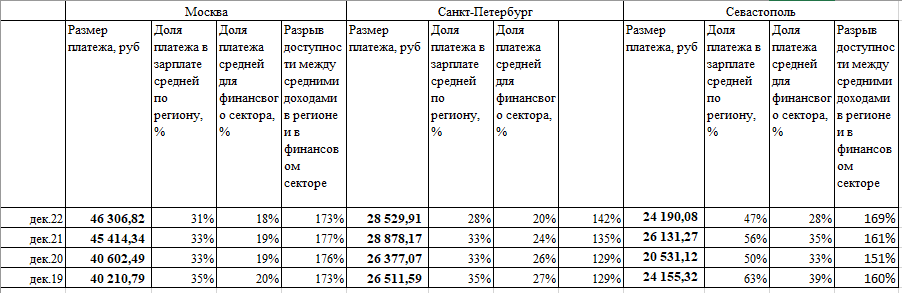 Москва Санкт-Петербург Севастополь
Размер платежа, руб Доля платежа в зарплате средней по региону, % Доля платежа средней для финансвого сектора, % Разрыв доступности между средними доходами в регионе и в финансовом секторе Размер платежа, руб Доля платежа в зарплате средней по региону, % Доля платежа средней для финансвого сектора, % Размер платежа, руб Доля платежа в зарплате средней по региону, % Доля платежа средней для финансвого сектора, % Разрыв доступности между средними доходами в регионе и в финансовом секторе
дек.22 46 306,82 31% 18% 173% 28 529,91 28% 20% 142% 24 190,08 47% 28% 169%
дек.21 45 414,34 33% 19% 177% 28 878,17 33% 24% 135% 26 131,27 56% 35% 161%
дек.20 40 602,49 33% 19% 176% 26 377,07 33% 26% 129% 20 531,12 50% 33% 151%
дек.19 40 210,79 35% 20% 173% 26 511,59 35% 27% 129% 24 155,32 63% 39% 160%